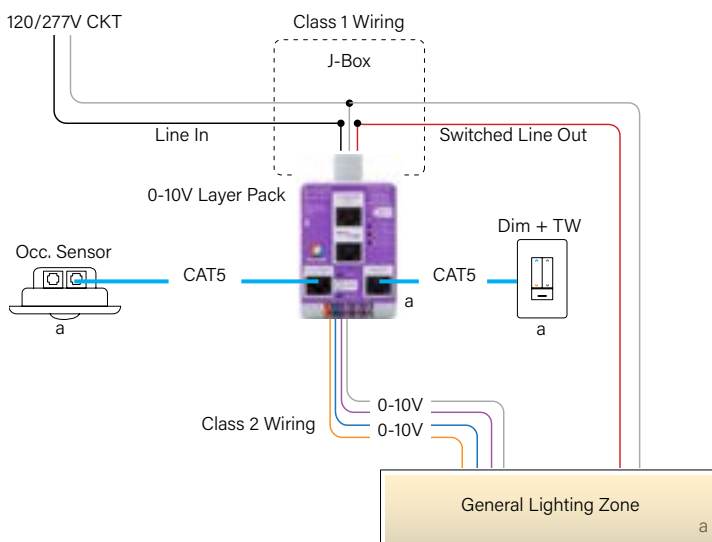 120/277V CKT
Class 1 Wiring
J-Box
Line In
Switched Line Out
0-10V Layer Pack
Dim + TW
Occ. Sensor
CAT5
CAT5
a
a
a
0-10V
Class 2 Wiring
0-10V
General Lighting Zone
a